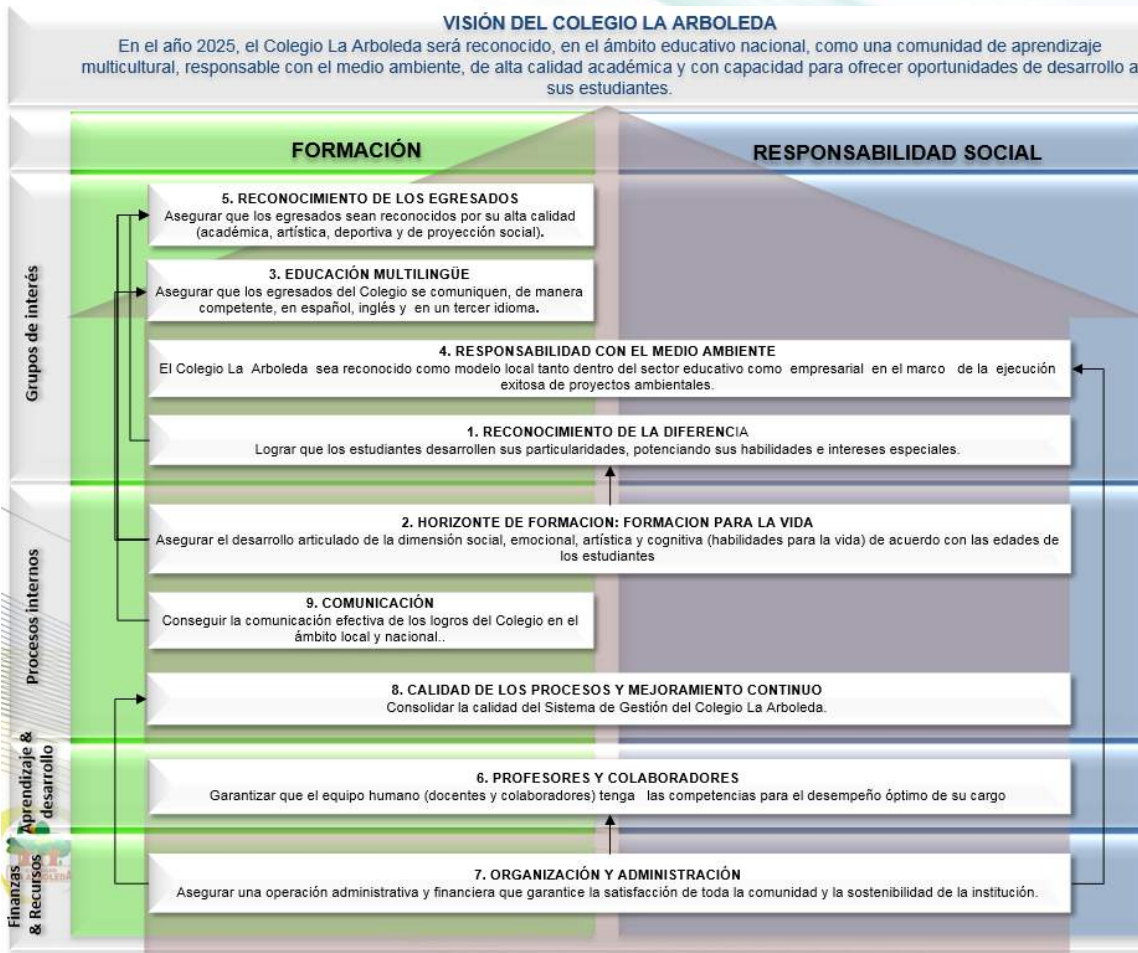 VISIÓN DEL COLEGIO LA ARBOLEDA
En el año 2025, el Colegio La Arboleda será reconocido, en el ámbito educativo nacional, como una comunidad de aprendizaje
multicultural, responsable con el medio ambiente, de alta calidad académica y con capacidad para ofrecer oportunidades de desarrollo a
sus estudiantes.
FORMACIÓN
RESPONSABILIDAD SOCIAL
Grupos de interés
5. RECONOCIMIENTO DE LOS EGRESADOS
Asegurar que los egresados sean reconocidos por su alta calidad
(académica, artística, deportiva y de proyección social).
3. EDUCACIÓN MULTILINGÜE
Asegurar que los egresados del Colegio se comuniquen, de manera
competente, en español, inglés y en un tercer idioma.
4. RESPONSABILIDAD CON EL MEDIO AMBIENTE
El Colegio La Arboleda sea reconocido como modelo local tanto dentro del sector educativo como empresarial en el marco de la ejecución
exitosa de proyectos ambientales.
1. RECONOCIMIENTO DE LA DIFERENCIA
Lograr que los estudiantes desarrollen sus particularidades, potenciando sus habilidades e intereses especiales.
Procesos internos
2. HORIZONTE DE FORMACION: FORMACION PARA LA VIDA
Asegurar el desarrollo articulado de la dimensión social, emocional, artística y cognitiva (habilidades para la vida) de acuerdo con las edades de
los estudiantes
9. COMUNICACIÓN
Conseguir la comunicación efectiva de los logros del Colegio en el
ámbito local y nacional..
8. CALIDAD DE LOS PROCESOS Y MEJORAMIENTO CONTINUO
Consolidar la calidad del Sistema de Gestión del Colegio La Arboleda.
Aprendizaje &
desarrollo
6. PROFESORES Y COLABORADORES
Garantizar que el equipo humano (docentes y colaboradores) tenga las competencias para el desempeño óptimo de su cargo
Finanzas
& Recursos
7. ORGANIZACIÓN Y ADMINISTRACIÓN
Asegurar una operación administrativa y financiera que garantice la satisfacción de toda la comunidad y la sostenibilidad de la institución.